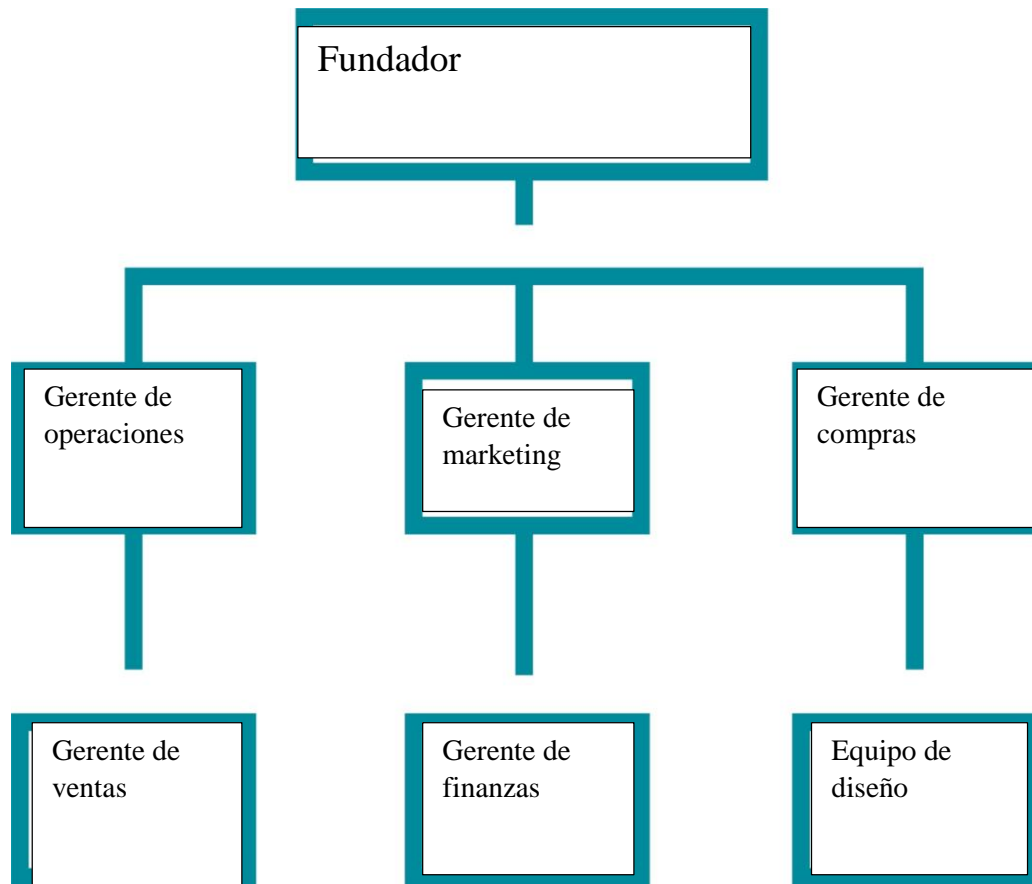 Fundador
Gerente de
operaciones
Gerente de
marketing
Gerente de
compras
Gerente de
ventas
Gerente de
finanzas
Equipo de
diseño